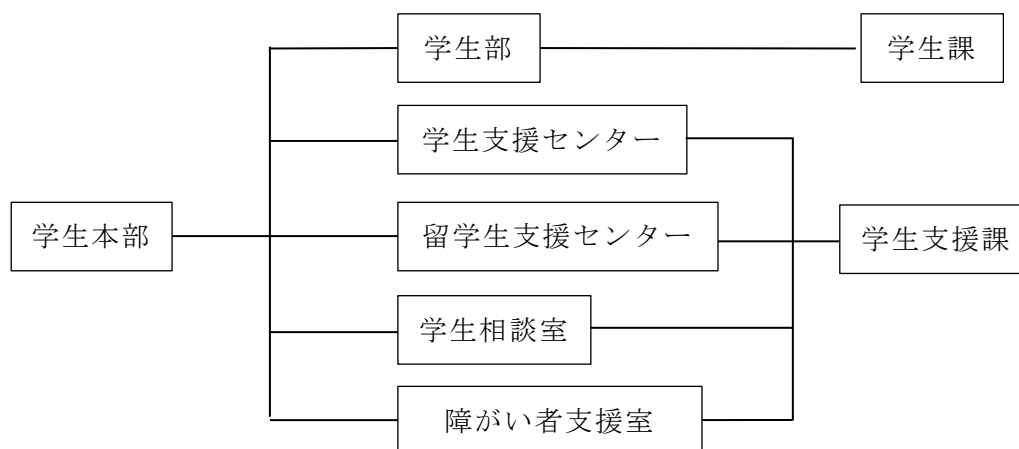 学生部
学生課
学生支援センター
学生本部
留学生支援センター
学生支援課
学生相談室
障がい者支援室